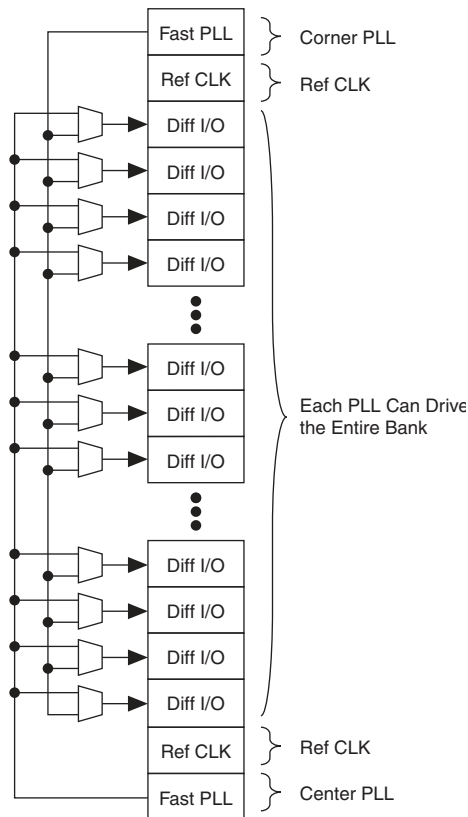 Fast PLL
Corner PLL
Ref CLK
Ref CLK
Diff I/O
Diff I/O
Diff I/O
Diff I/O
Diff I/O
Diff I/O
Diff I/O
Each PLL Can Drive
the Entire Bank
Diff I/O
Diff I/O
Diff I/O
Diff I/O
Ref CLK
Ref CLK
Fast PLL
Center PLL